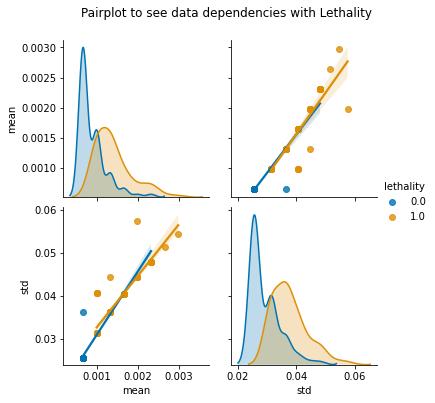 Pairplot to see data dependencies with Lethality
0.0030
0.0025
0.0020
0.0015
0.0010
mean
lethality
0.0
1.0
0.06
0.05
0.04
0.03
std
0.001 0.002 0.003
mean
0.02 0.04 0.06
std